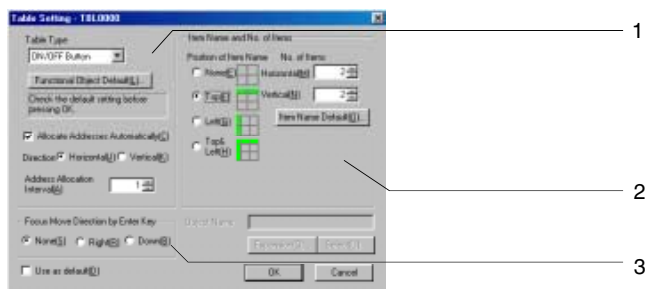 Table Setting - TBL0000
1
Table Type
ON/OFF Button
Functional Object Default(L)...
Check the default setting before
pressing OK.
Allocate Addresses Automatically(C)
Direction Horizontal(U) Vertical(K)
Address Allocation
Interval(A) 1
Item Name and No. of Items
Position of Item Name No. of Items
None(E) Horizontal(M) 2
Top(F) Vertical(N) 2
Left(G) Item Name Default(I)...
Top&
Left(H)
2
Focus Move Direction by Enter Key
None(S) Right(R) Down(B)
Object Name
3
Use as default(D)
OK
Cancel